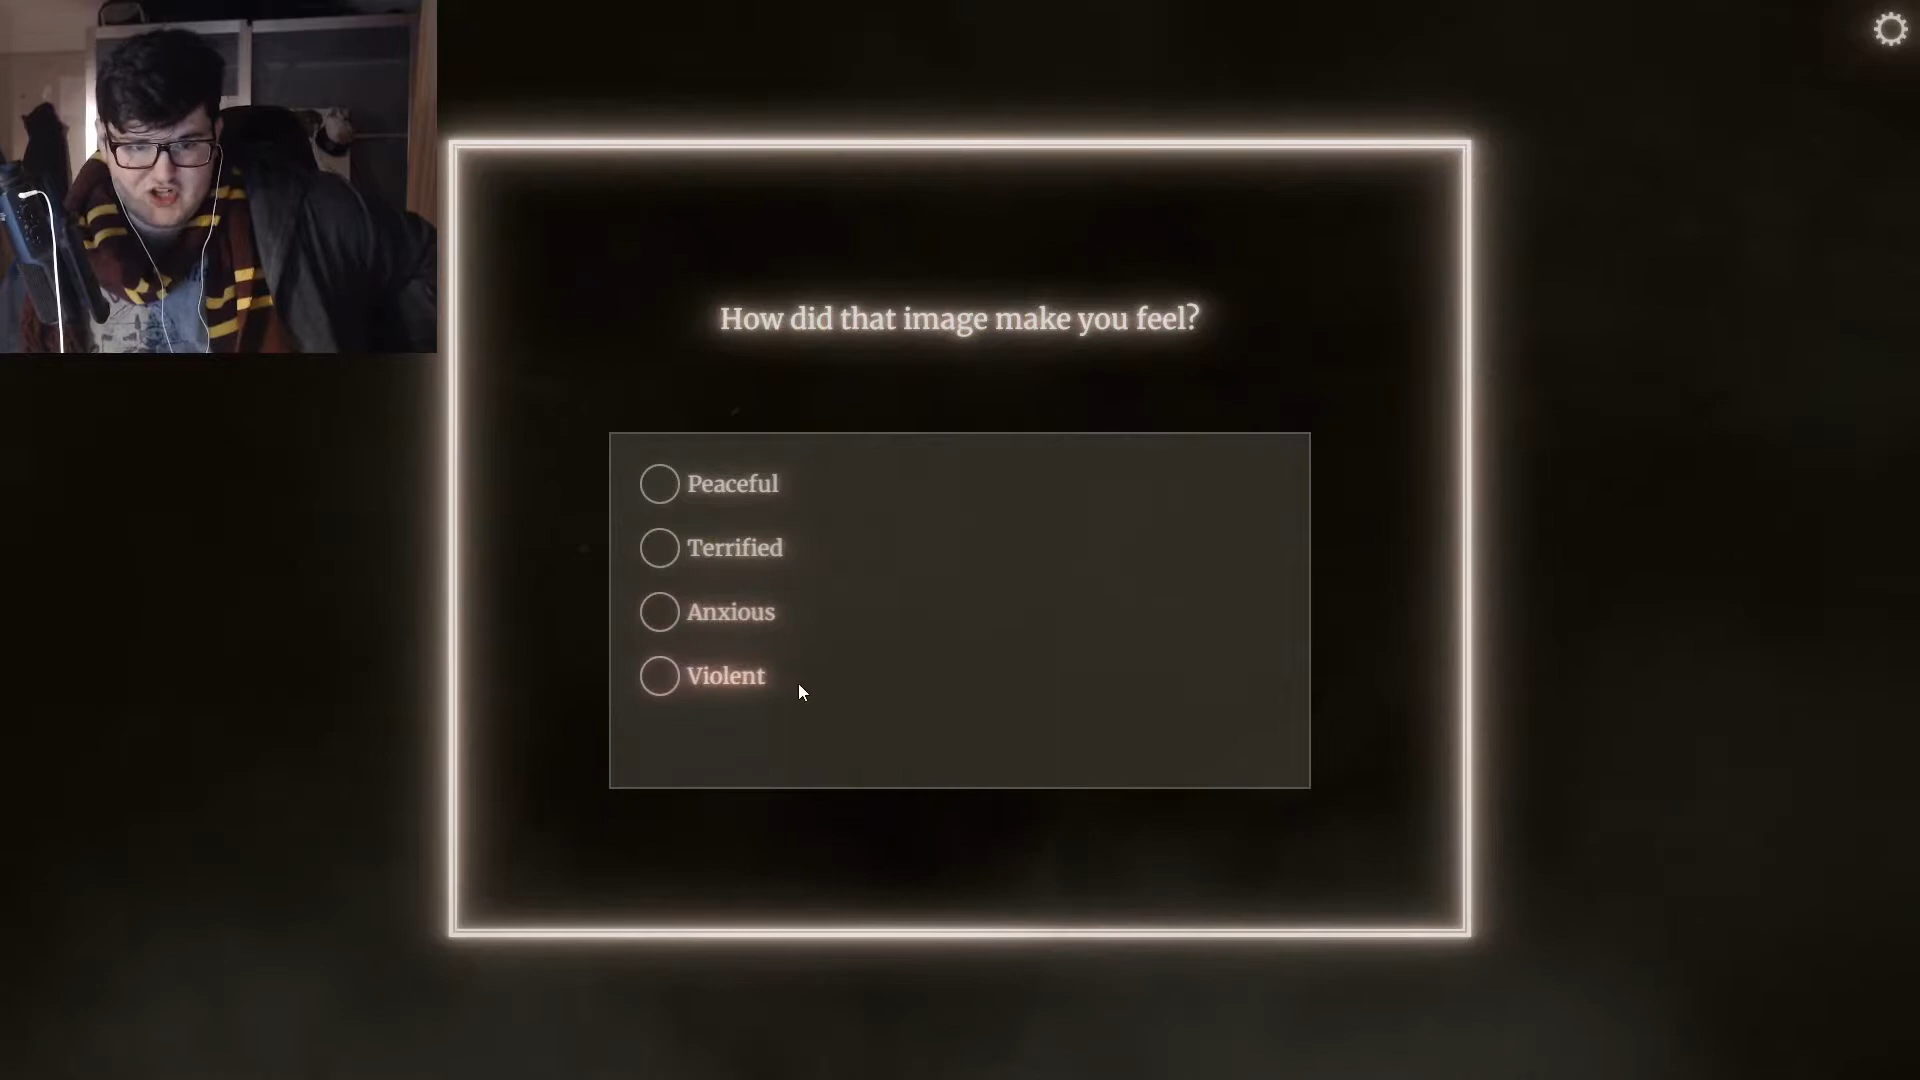 How did that image make you feel?
Peaceful
Terrified
Anxious
Violent